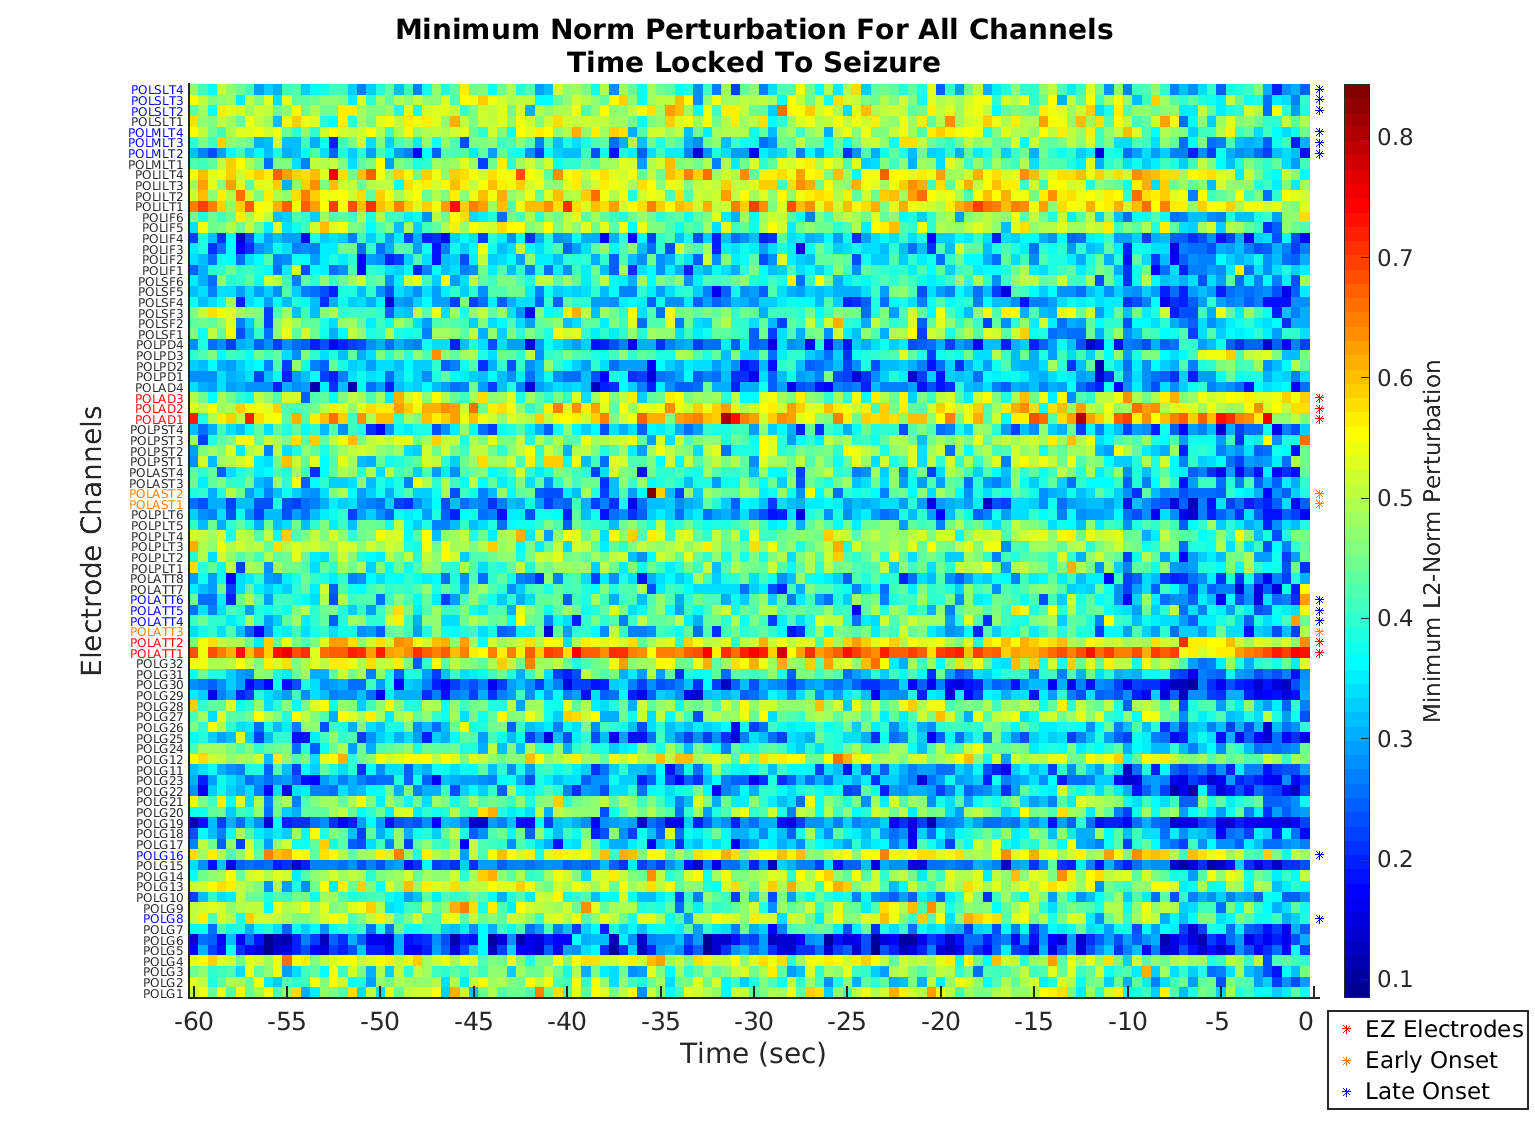 Minimum Norm Perturbation For All Channels
Time Locked To Seizure
POLSLT4
POLSLT3
POLSLT2
POLSLT1
POLMLT4
POLMLT3
POLMLT2
POLMLT1
POLILT4
POLILT3
POLILT2
POLILT1
POLIF6
POLIF5
POLIF4
POLIF3
POLIF2
POLIF1
POLSF6
POLSF5
POLSF4
POLSF3
POLSF2
POLSF1
POLPD4
POLPD3
POLPD2
POLPD1
POLAD4
POLAD3
POLAD2
POLAD1
POLPST4
POLPST3
POLPST2
POLPST1
POLAST4
POLAST3
POLAST2
POLAST1
POLPLT6
POLPLT5
POLPLT4
POLPLT3
POLPLT2
POLPLT1
POLATT8
POLATT7
POLATT6
POLATT5
POLATT4
POLATT3
POLATT2
POLATT1
POLG32
POLG31
POLG30
POLG29
POLG28
POLG27
POLG26
POLG25
POLG24
POLG12
POLG11
POLG23
POLG22
POLG21
POLG20
POLG19
POLG18
POLG17
POLG16
POLG15
POLG14
POLG13
POLG10
POLG9
POLG8
POLG7
POLG6
POLG5
POLG4
POLG3
POLG2
POLG1
Electrode Channels
-60 -55 -50 -45 -40 -35 -30 -25 -20 -15 -10 -5 0
Time (sec)
0.8
0.7
0.6
0.5
0.4
0.3
0.2
0.1
Minimum L2-Norm Perturbation
EZ Electrodes
Early Onset
Late Onset